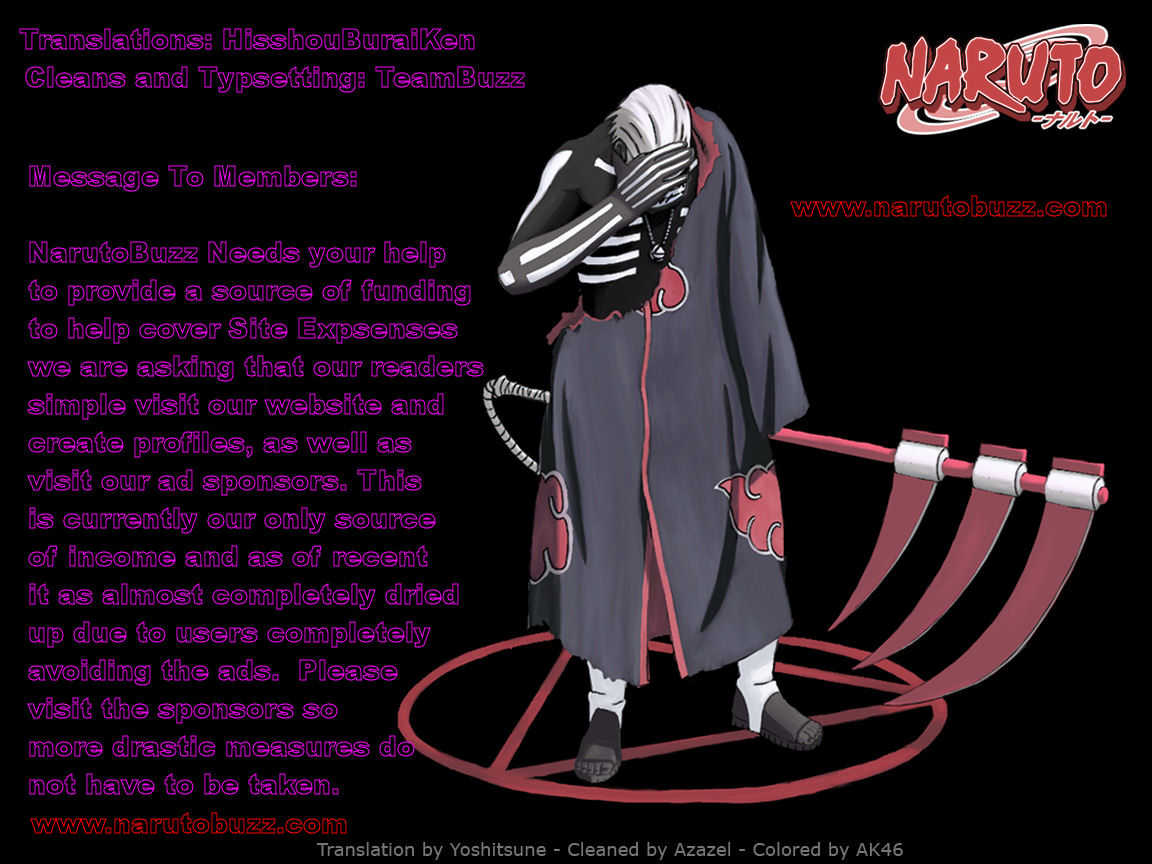 Translations: HisshouBuraiKen
Cleans and Typsetting: TeamBuzz
NARUTO
-ナルト-
www.narutobuzz.com
Message To Members:
NarutoBuzz Needs your help
to provide a source of funding
to help cover Site Expsenses
we are asking that our readers
simple visit our website and
create profiles, as well as
visit our ad sponsors. This
is currently our only source
of income and as of recent
it as almost completely dried
up due to users completely
avoiding the ads. Please
visit the sponsors so
more drastic measures do
not have to be taken.
www.narutobuzz.com
Translation by Yoshitsune - Cleaned by Azazel - Colored by AK46